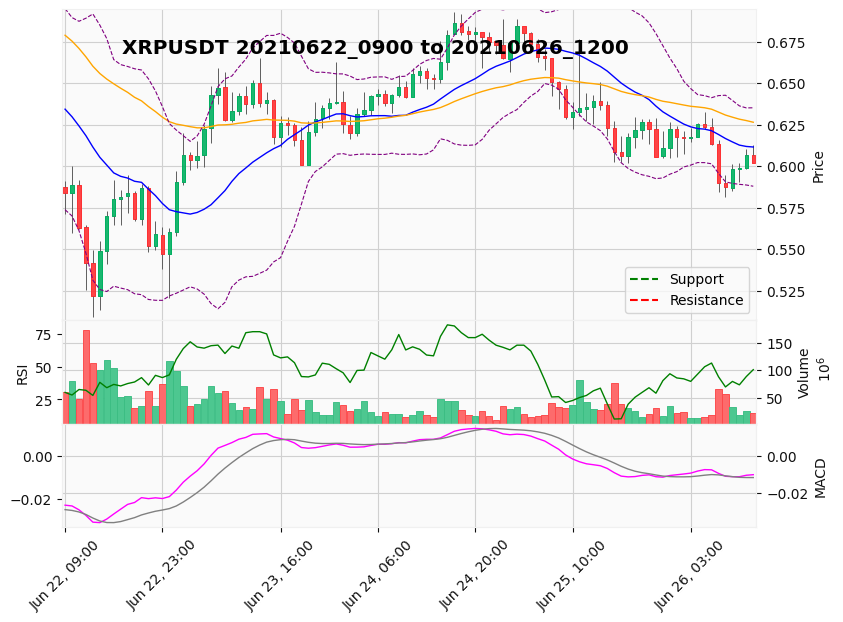 XRPUSDT 20210622_0900 to 20210626_1200
0.675
0.650
0.625
0.600
0.575
0.550
0.525
Price
Support
Resistance
75
50
25
RSI
150
100
50
Volume
10^6
0.00
−0.02
0.00
−0.02
MACD
Jun 22, 09:00
Jun 22, 23:00
Jun 23, 16:00
Jun 24, 06:00
Jun 24, 20:00
Jun 25, 10:00
Jun 26, 03:00